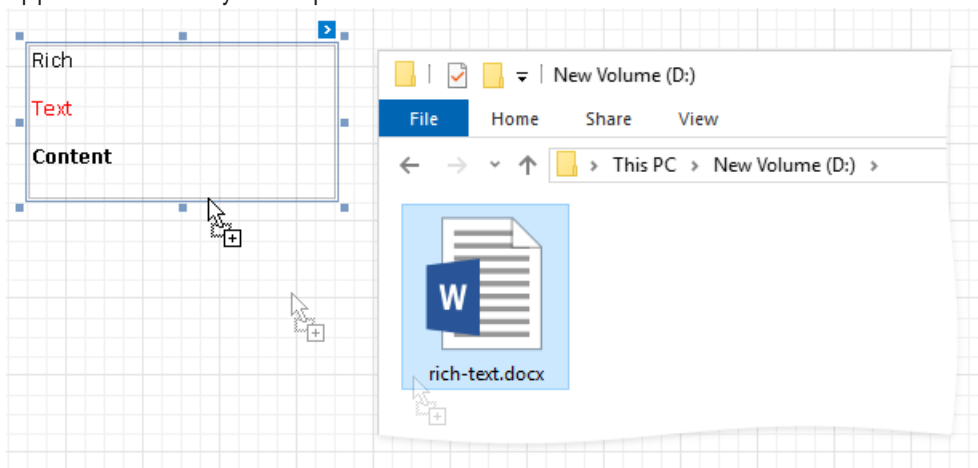 Rich
Text
Content
New Volume (D:)
File Home Share View
This PC > New Volume (D:) >
W
rich-text.docx